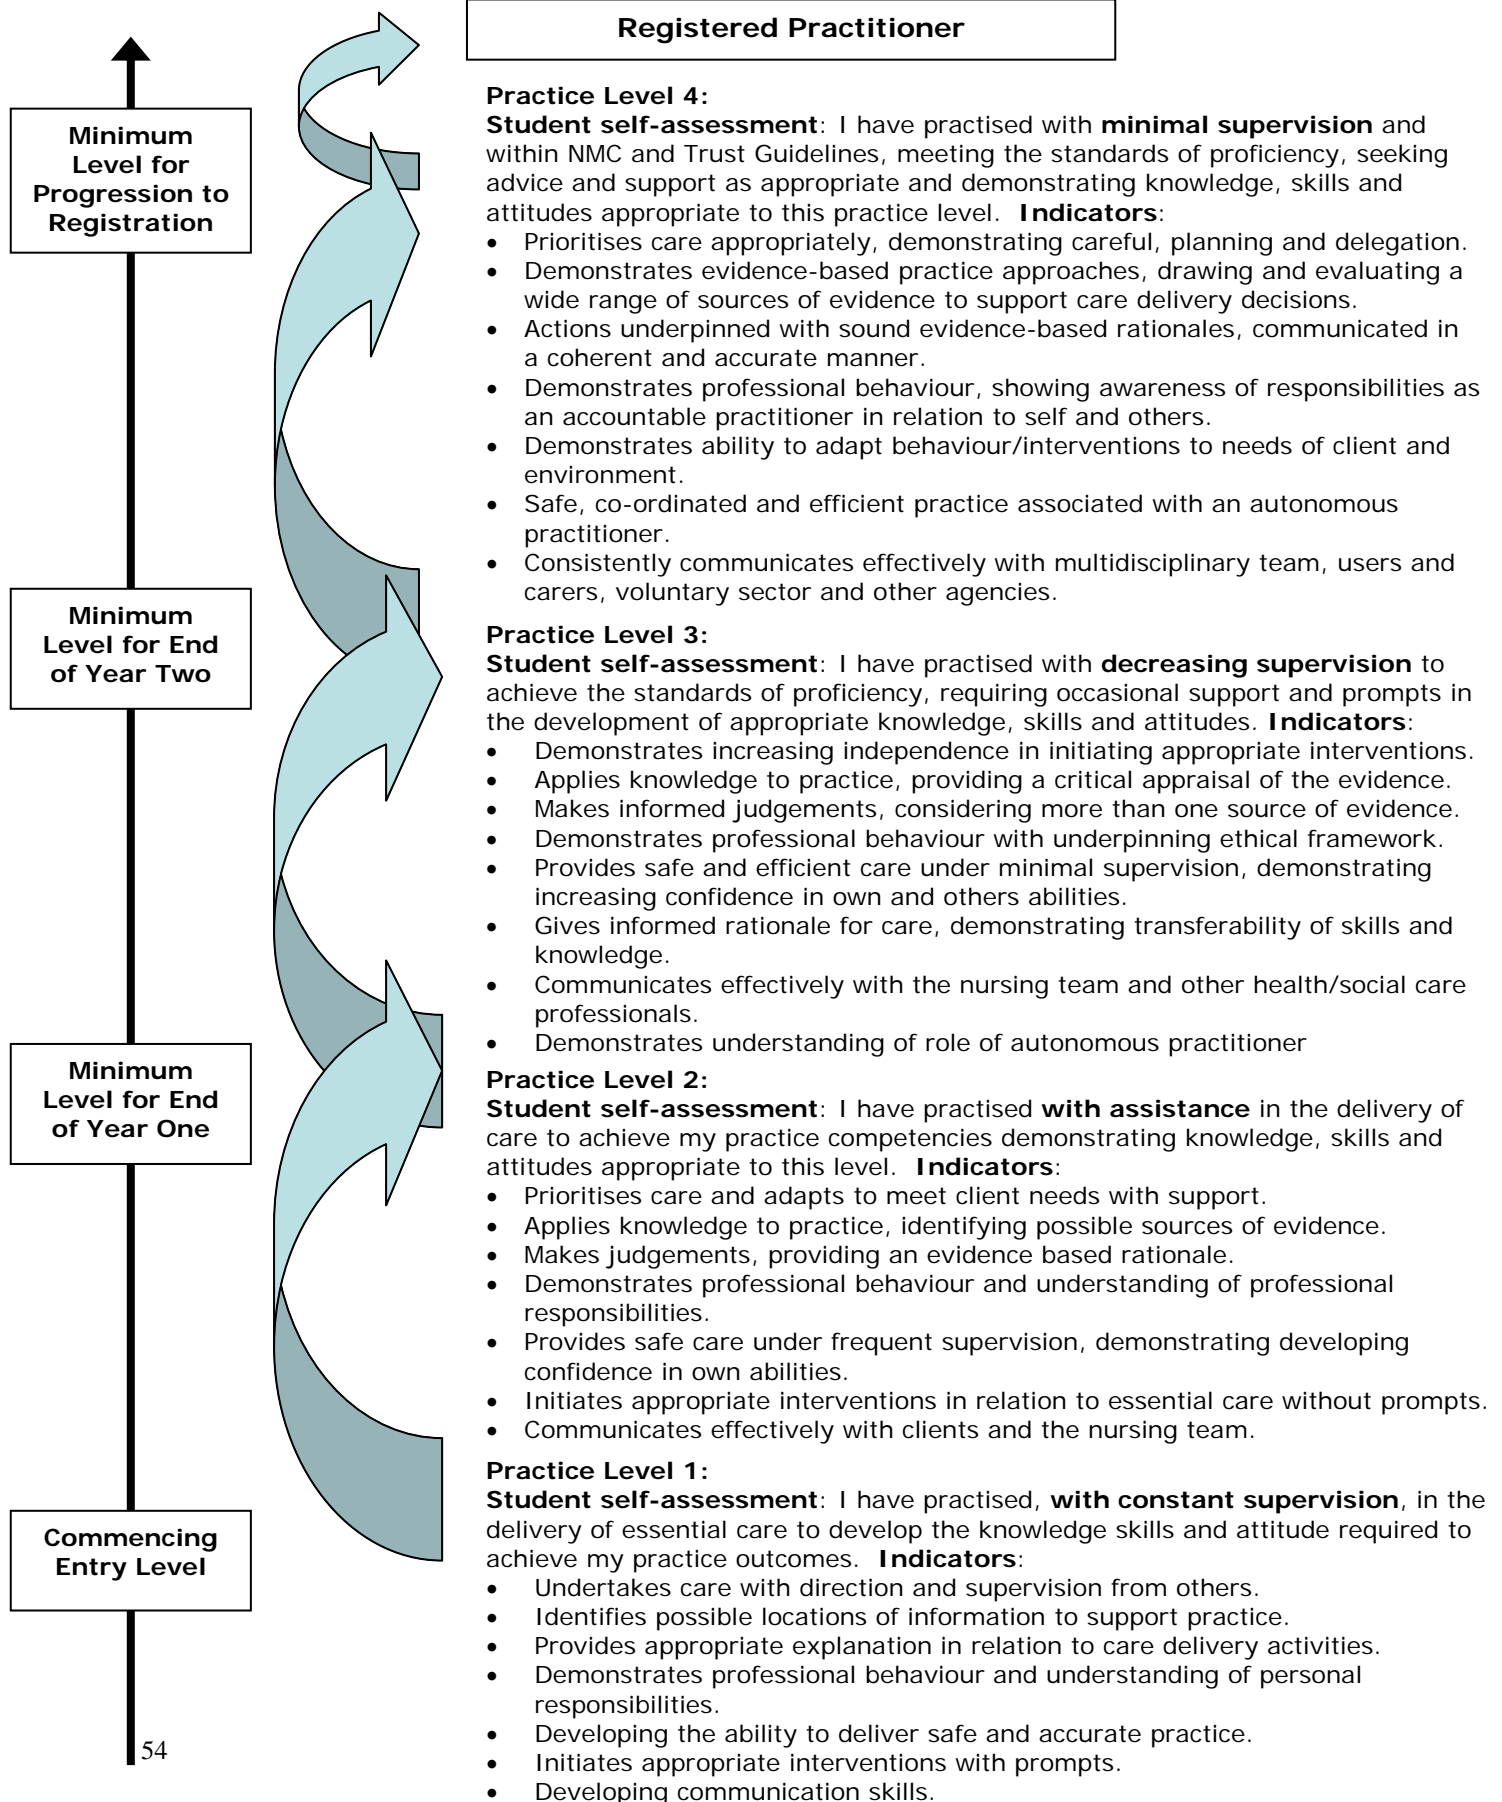 Registered Practitioner
Minimum
Level for
Progression to
Registration
Practice Level 4:
Student self-assessment: I have practised with minimal supervision and
within NMC and Trust Guidelines, meeting the standards of proficiency, seeking
advice and support as appropriate and demonstrating knowledge, skills and
attitudes appropriate to this practice level.  Indicators:
• Prioritises care appropriately, demonstrating careful, planning and delegation.
• Demonstrates evidence-based practice approaches, drawing and evaluating a
wide range of sources of evidence to support care delivery decisions.
• Actions underpinned with sound evidence-based rationales, communicated in
a coherent and accurate manner.
• Demonstrates professional behaviour, showing awareness of responsibilities as
an accountable practitioner in relation to self and others.
• Demonstrates ability to adapt behaviour/interventions to needs of client and
environment.
• Safe, co-ordinated and efficient practice associated with an autonomous
practitioner.
• Consistently communicates effectively with multidisciplinary team, users and
carers, voluntary sector and other agencies.
Minimum
Level for End
of Year Two
Practice Level 3:
Student self-assessment: I have practised with decreasing supervision to
achieve the standards of proficiency, requiring occasional support and prompts in
the development of appropriate knowledge, skills and attitudes. Indicators:
• Demonstrates increasing independence in initiating appropriate interventions.
• Applies knowledge to practice, providing a critical appraisal of the evidence.
• Makes informed judgements, considering more than one source of evidence.
• Demonstrates professional behaviour with underpinning ethical framework.
• Provides safe and efficient care under minimal supervision, demonstrating
increasing confidence in own and others abilities.
• Gives informed rationale for care, demonstrating transferability of skills and
knowledge.
• Communicates effectively with the nursing team and other health/social care
professionals.
• Demonstrates understanding of role of autonomous practitioner
Minimum
Level for End
of Year One
Practice Level 2:
Student self-assessment: I have practised with assistance in the delivery of
care to achieve my practice competencies demonstrating knowledge, skills and
attitudes appropriate to this level.  Indicators:
• Prioritises care and adapts to meet client needs with support.
• Applies knowledge to practice, identifying possible sources of evidence.
• Makes judgements, providing an evidence based rationale.
• Demonstrates professional behaviour and understanding of professional
responsibilities.
• Provides safe care under frequent supervision, demonstrating developing
confidence in own abilities.
• Initiates appropriate interventions in relation to essential care without prompts.
• Communicates effectively with clients and the nursing team.
Commencing
Entry Level
Practice Level 1:
Student self-assessment: I have practised, with constant supervision, in the
delivery of essential care to develop the knowledge skills and attitude required to
achieve my practice outcomes.  Indicators:
• Undertakes care with direction and supervision from others.
• Identifies possible locations of information to support practice.
• Provides appropriate explanation in relation to care delivery activities.
• Demonstrates professional behaviour and understanding of personal
responsibilities.
• Developing the ability to deliver safe and accurate practice.
• Initiates appropriate interventions with prompts.
• Developing communication skills.
54